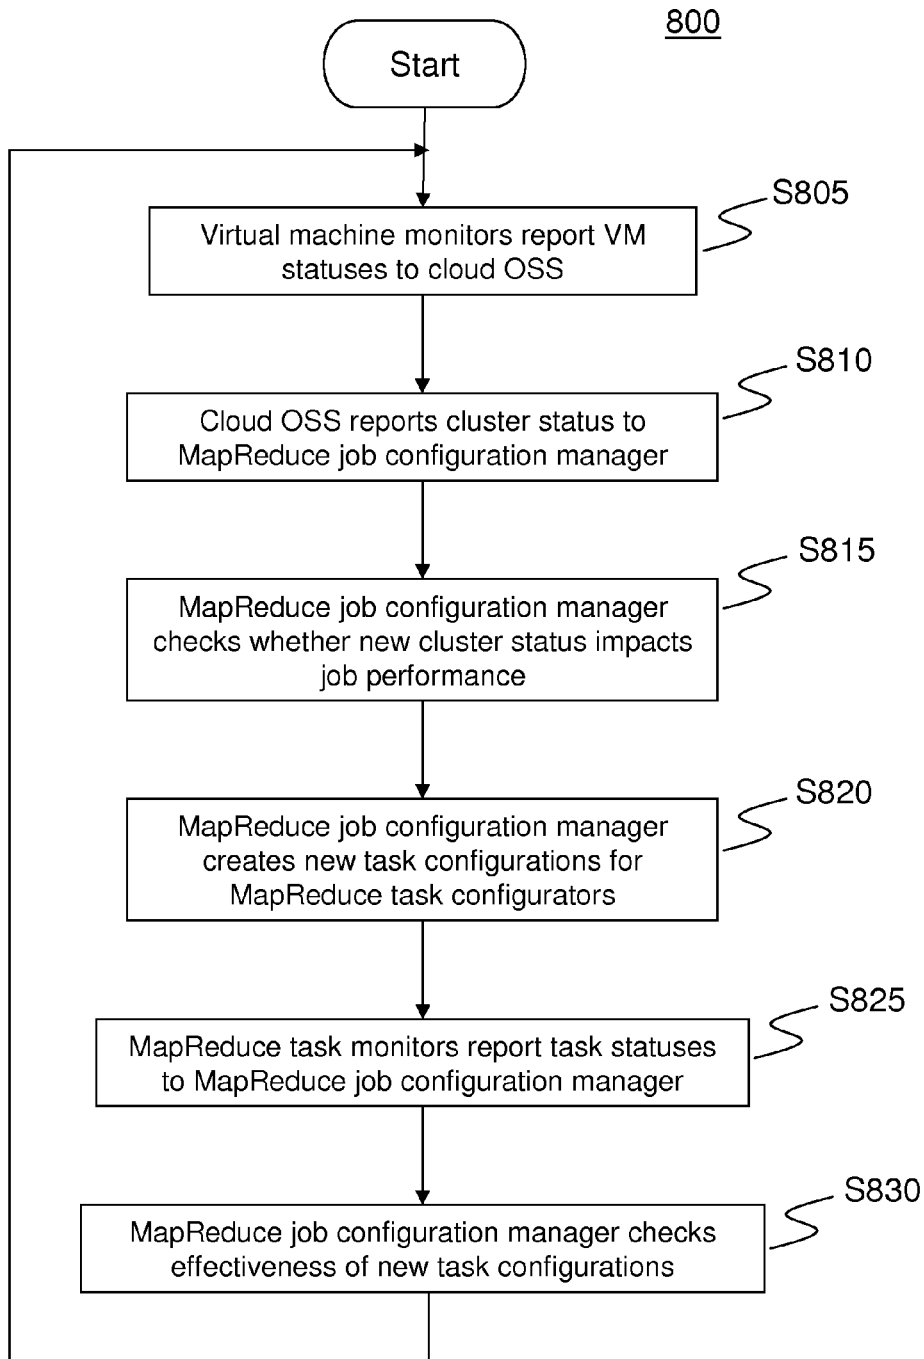 800
Start
S805
Virtual machine monitors report VM
statuses to cloud OSS
S810
Cloud OSS reports cluster status to
MapReduce job configuration manager
S815
MapReduce job configuration manager
checks whether new cluster status impacts
job performance
S820
MapReduce job configuration manager
creates new task configurations for
MapReduce task configurators
S825
MapReduce task monitors report task statuses
to MapReduce job configuration manager
S830
MapReduce job configuration manager checks
effectiveness of new task configurations